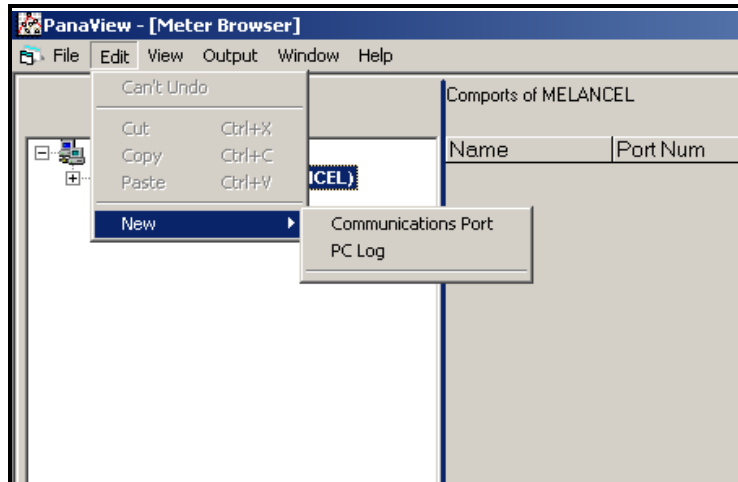 PanaView - [Meter Browser]
File Edit View Output Window Help
Can't Undo
Cut Ctrl+X
Copy Ctrl+C
Paste Ctrl+V
New
Communications Port
PC Log
ICEL)
Comports of MELANCEL
Name Port Num